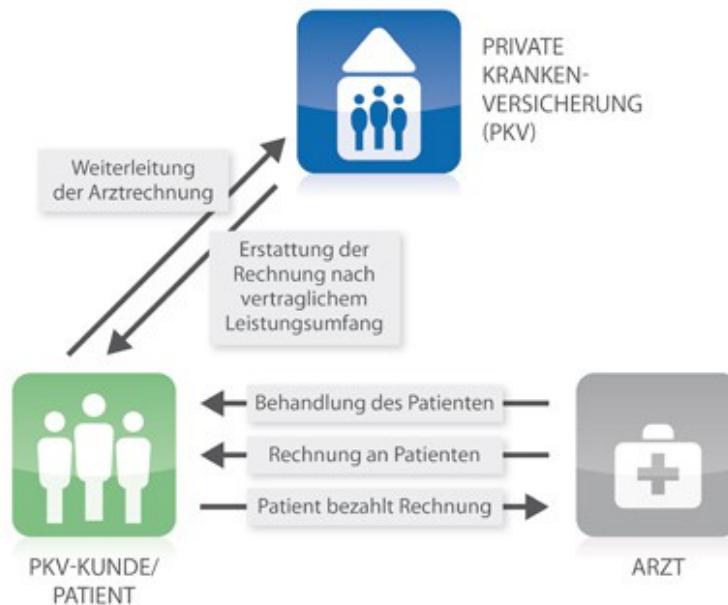 PRIVATE
KRANKEN-
VERSICHERUNG
(PKV)
Weiterleitung
der Arztrechnung
Erstattung der
Rechnung nach
vertraglichem
Leistungsumfang
Behandlung des Patienten
Rechnung an Patienten
Patient bezahlt Rechnung
PKV-KUNDE/
PATIENT
ARZT